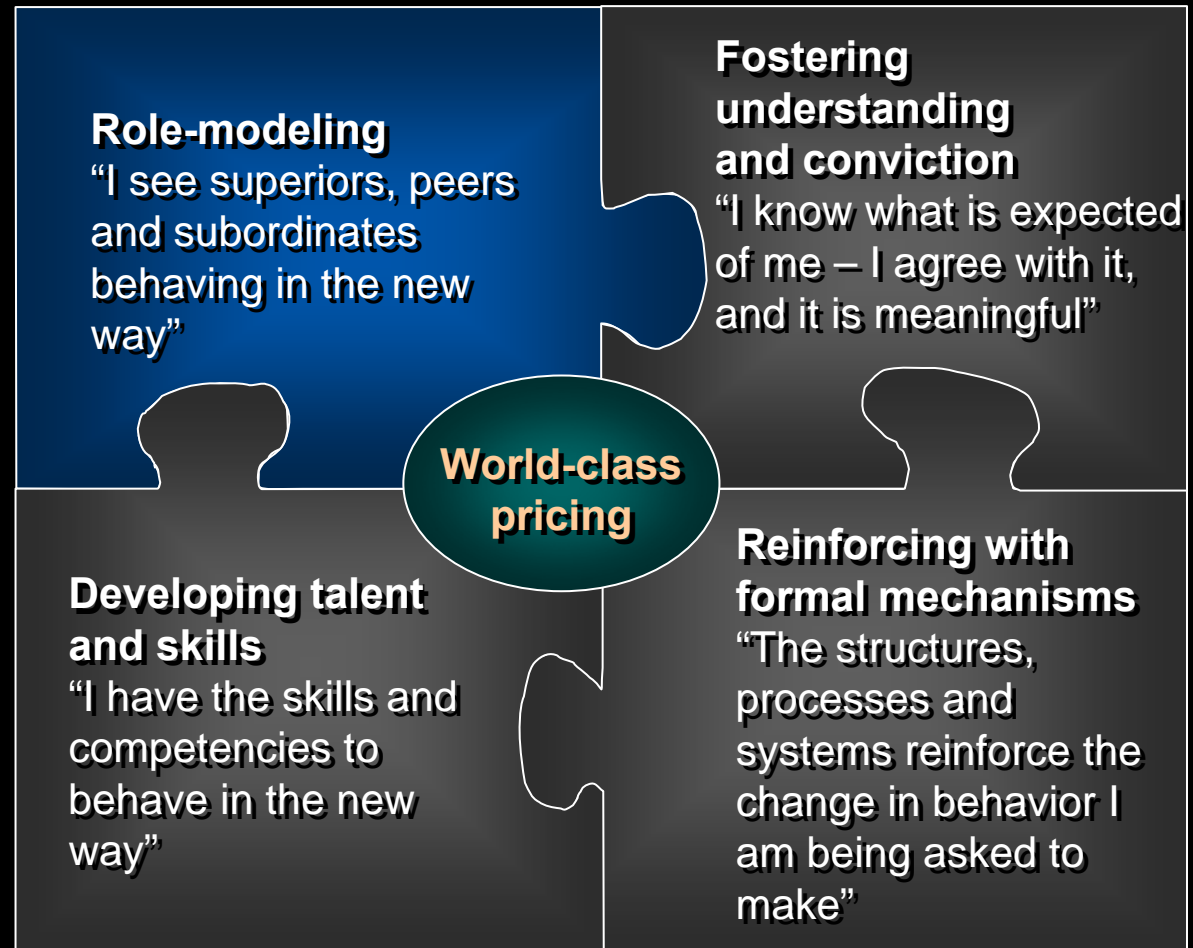 Role-modeling
“I see superiors, peers
and subordinates
behaving in the new
way”
Fostering
understanding
and conviction
“I know what is expected
of me – I agree with it,
and it is meaningful”
World-class
pricing
Developing talent
and skills
“I have the skills and
competencies to
behave in the new
way”
Reinforcing with
formal mechanisms
“The structures,
processes and
systems reinforce the
change in behavior I
am being asked to
make”